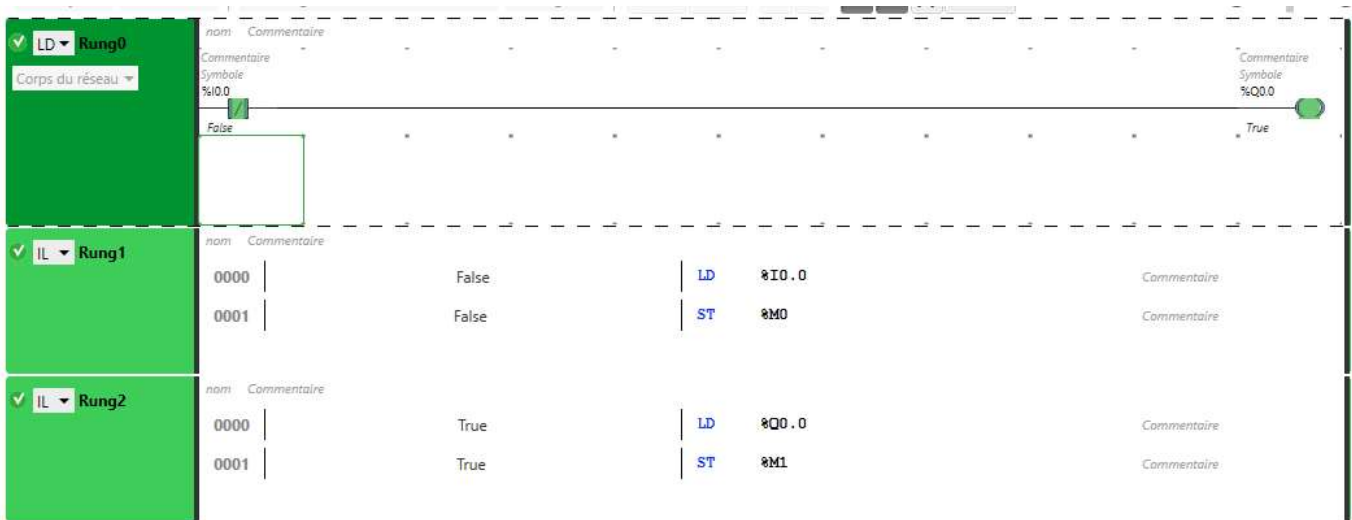 LD Rung0
nom Commentaire
Corps du réseau
Commentaire
Symbole
%I0.0
False
Commentaire
Symbole
%Q0.0
True
IL Rung1
nom Commentaire
0000 False LD %I0.0 Commentaire
0001 False ST %M0 Commentaire
IL Rung2
nom Commentaire
0000 True LD %Q0.0 Commentaire
0001 True ST %M1 Commentaire